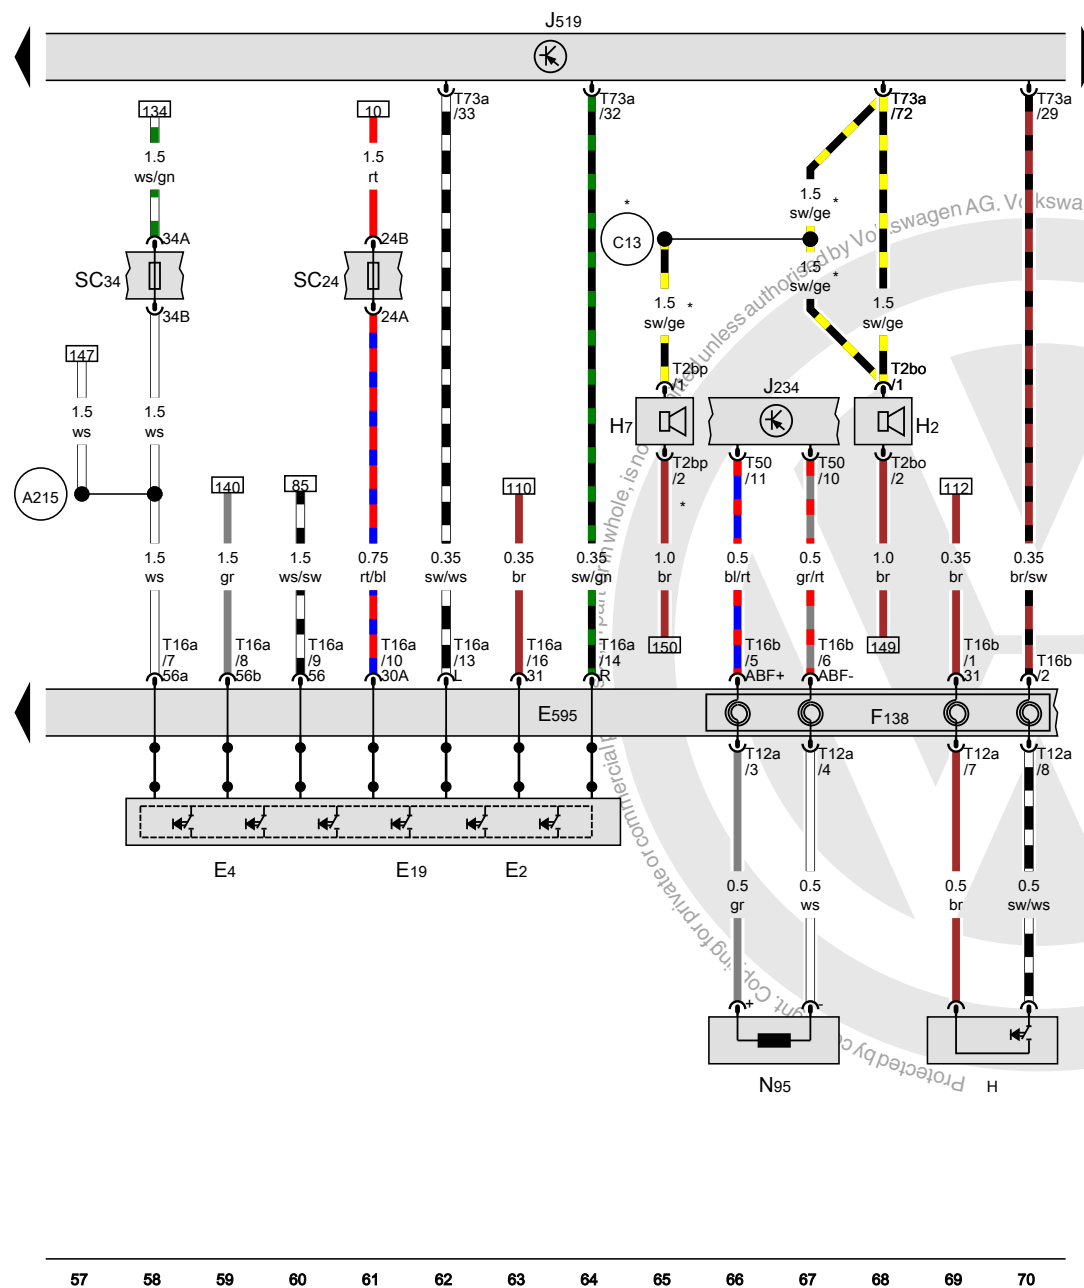 J519
T73a
/33
T73a
/32
T73a
/72
T73a
/29
134
10
1.5
ws/gn
1.5
rt
1.5
sw/ge *
*
C13
34A
24B
SC34
SC24
34B
24A
1.5
sw/ge *
1.5
sw/ge *
1.5
sw/ge
147
T2bp
/1
T2bo
/1
J234
H7
H2
1.5
ws
1.5
ws
T2bp
/2
*
T50
/11
T50
/10
T2bo
/2
A215
140
85
110
112
1.5
ws
1.5
gr
1.5
ws/sw
0.75
rt/bl
0.35
sw/ws
0.35
br
0.35
sw/gn
1.0
br
0.5
bl/rt
0.5
gr/rt
1.0
br
0.35
br
0.35
br/sw
150
149
T16a
/7
56a
T16a
/8
56b
T16a
/9
56
T16a
/10
30A
T16a
/13
L
T16a
/16
31
T16a
/14
R
T16b
/5
ABF+
T16b
/6
ABF-
T16b
/1
31
T16b
/2
E595
F138
T12a
/3
T12a
/4
T12a
/7
T12a
/8
E4
E19
E2
0.5
gr
0.5
ws
0.5
br
0.5
sw/ws
+
-
N95
H
57 58 59 60 61 62 63 64 65 66 67 68 69 70